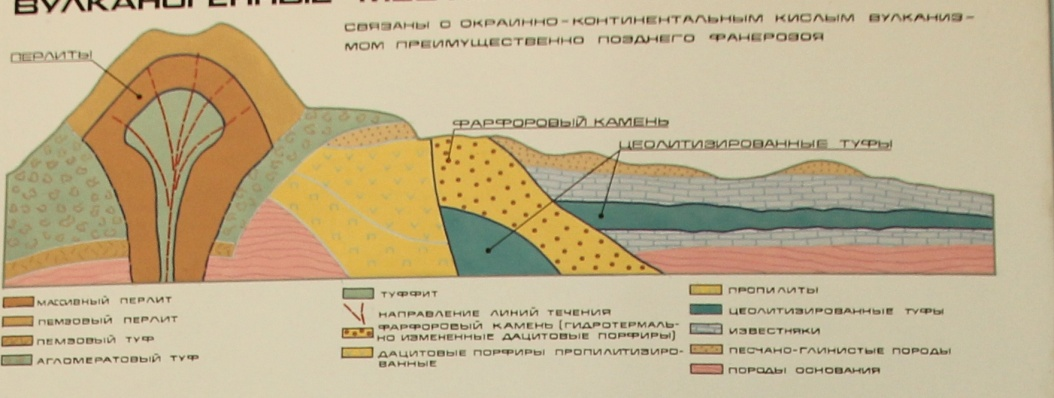 ВУЛКАНОГЕННЫЕ
СВЯЗАНЫ С ОКРАИННО-КОНТИНЕНТАЛЬНЫМ КИСЛЫМ ВУЛКАНИЗ-
МОМ ПРЕИМУЩЕСТВЕННО ПОЗДНЕГО ФАНЕРОЗОЯ
ПЕРЛИТЫ
ФАРФОРОВЫЙ КАМЕНЬ
ЦЕОЛИТИЗИРОВАННЫЕ ТУФЫ
МАССИВНЫЙ ПЕРЛИТ
ПЕМЗОВЫЙ ПЕРЛИТ
ПЕМЗОВЫЙ ТУФ
АГЛОМЕРАТОВЫЙ ТУФ
ТУФФИТ
НАПРАВЛЕНИЕ ЛИНИЙ ТЕЧЕНИЯ
ФАРФОРОВЫЙ КАМЕНЬ (ГИДРОТЕРМАЛЬ-
НО ИЗМЕНЕННЫЕ ДАЦИТОВЫЕ ПОРФИРЫ)
ДАЦИТОВЫЕ ПОРФИРЫ ПРОПИЛИТИЗИРО-
ВАННЫЕ
ПРОПИЛИТЫ
ЦЕОЛИТИЗИРОВАННЫЕ ТУФЫ
ИЗВЕСТНЯКИ
ПЕСЧАНО-ГЛИНИСТЫЕ ПОРОДЫ
ПОРОДЫ ОСНОВАНИЯ